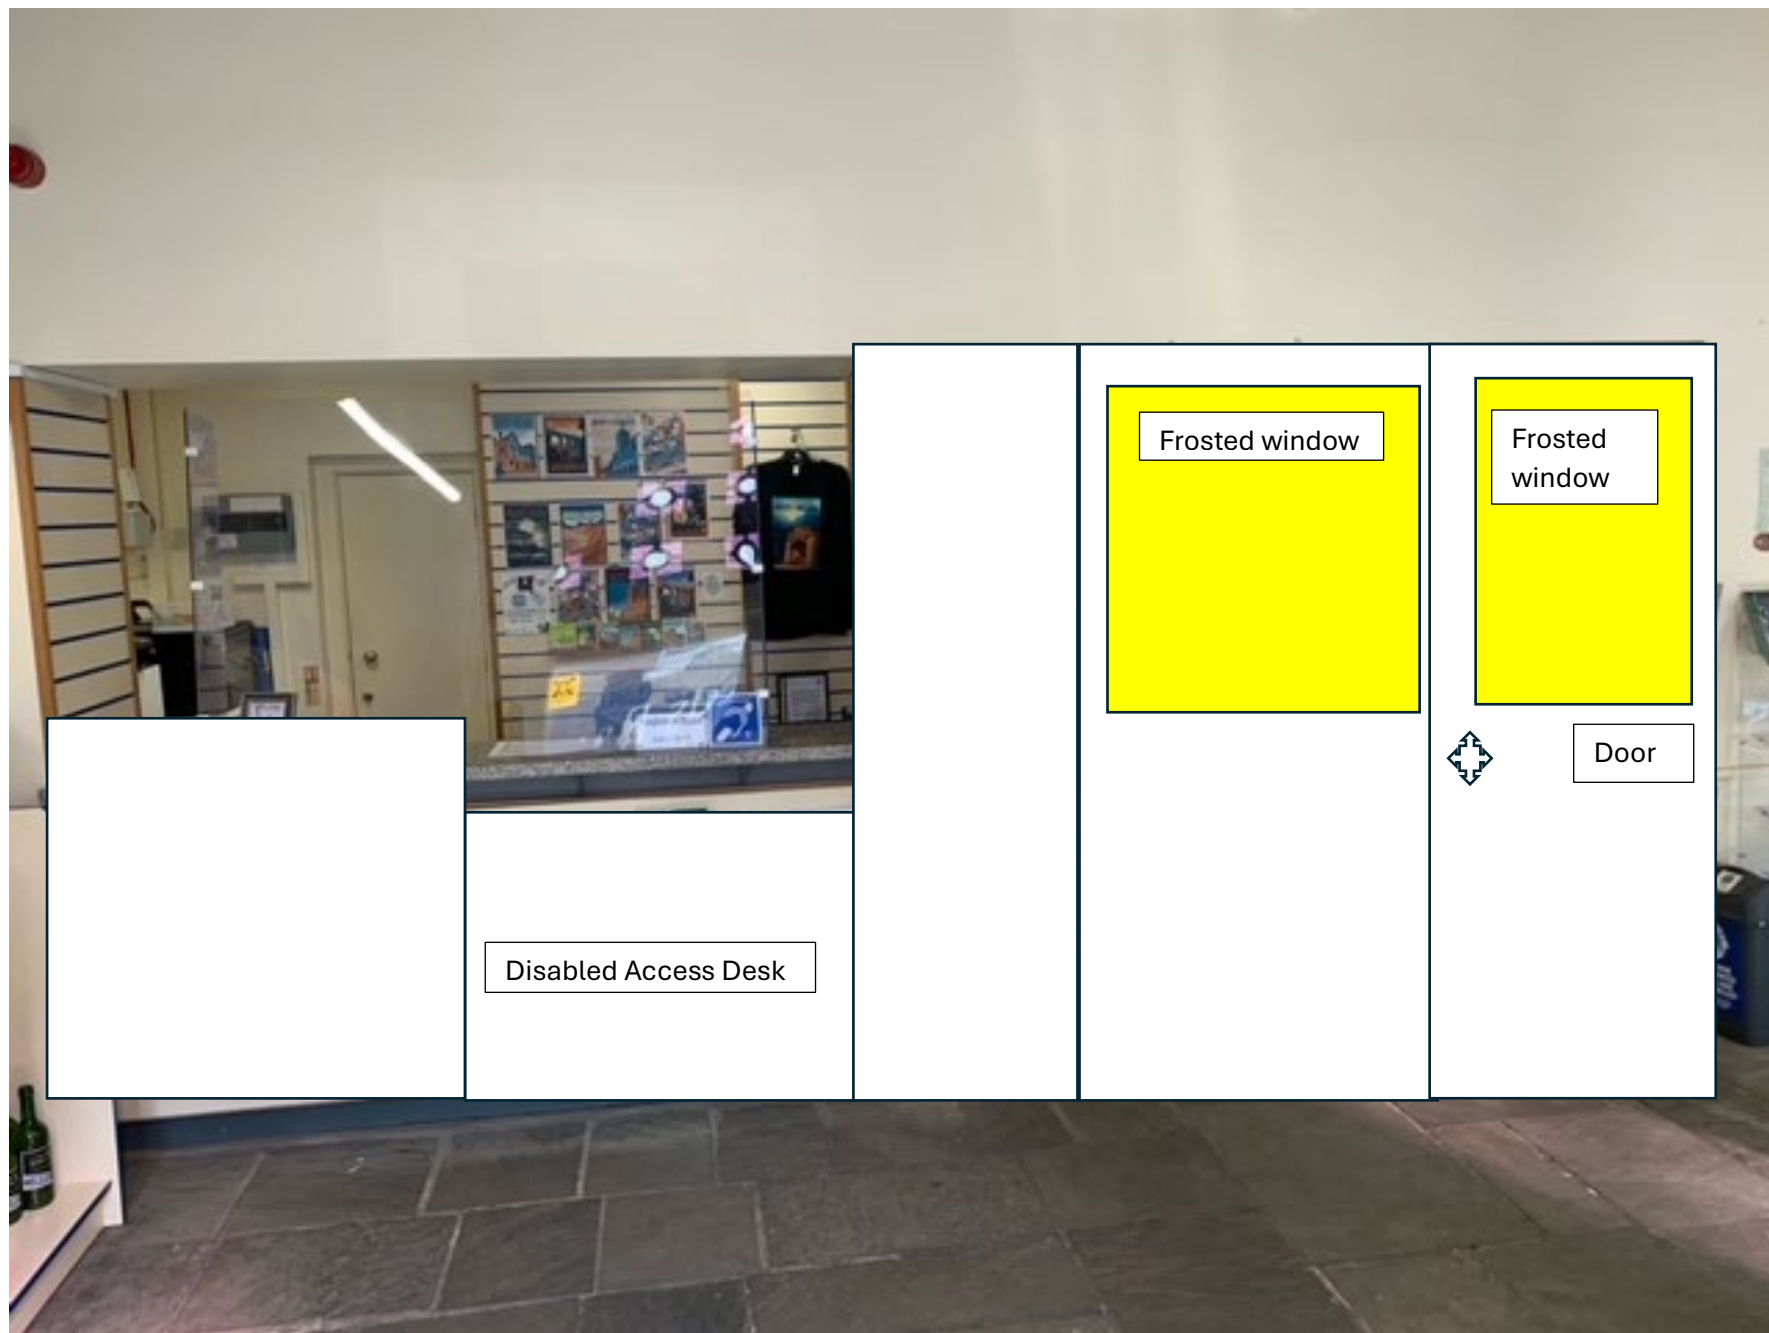 Frosted window
Frosted
window
Door
Disabled Access Desk